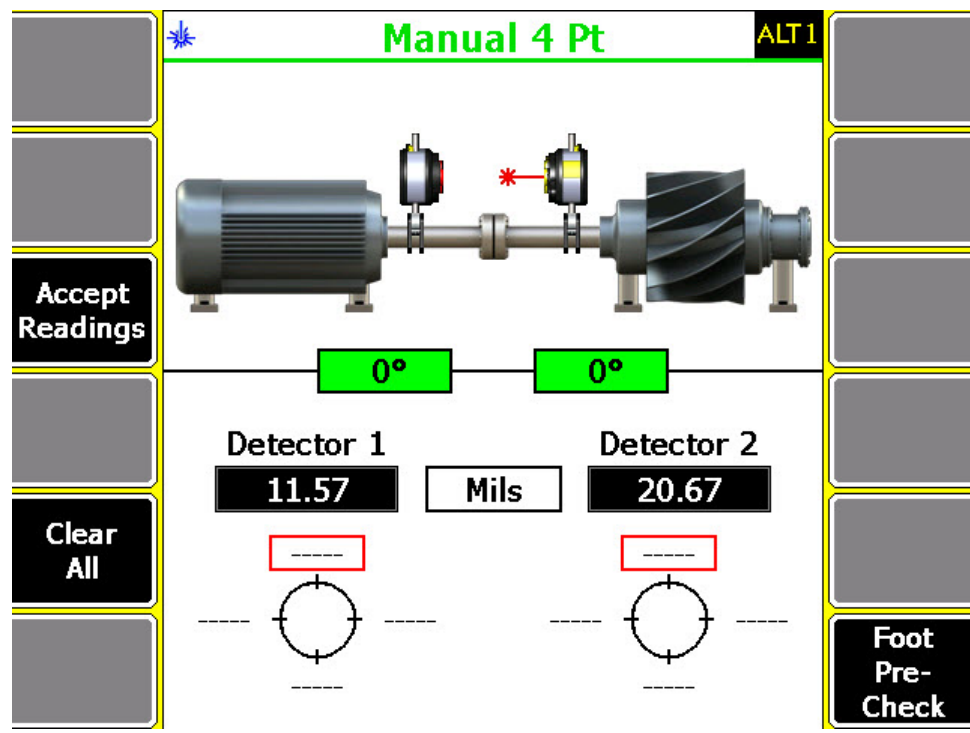 Manual 4 Pt
ALT1
Accept
Readings
0°
0°
Detector 1
Detector 2
11.57
Mils
20.67
Clear
All
-----
-----
-----
-----
-----
-----
-----
-----
Foot
Pre-
Check